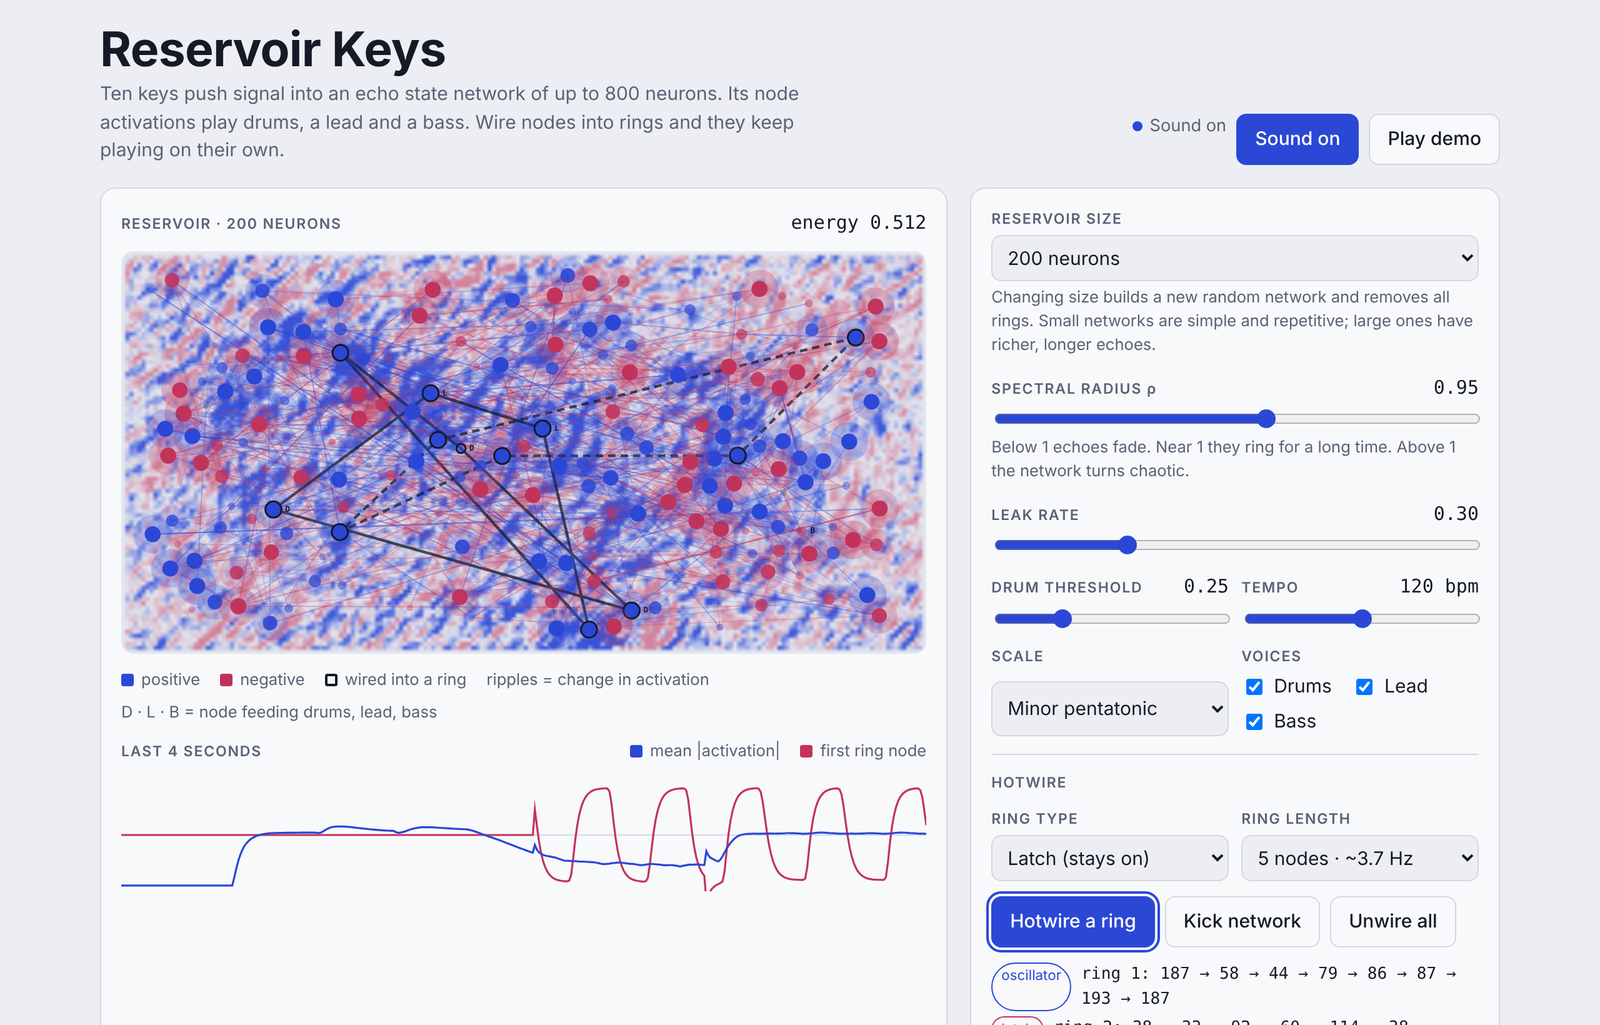 Reservoir Keys
Ten keys push signal into an echo state network of up to 800 neurons. Its node
activations play drums, a lead and a bass. Wire nodes into rings and they keep
playing on their own.
Sound on
Sound on
Play demo
RESERVOIR · 200 NEURONS
energy 0.512
L
L
D
D
B
D
positive
negative
wired into a ring
ripples = change in activation
D · L · B = node feeding drums, lead, bass
LAST 4 SECONDS
mean |activation|
first ring node
RESERVOIR SIZE
200 neurons
Changing size builds a new random network and removes all
rings. Small networks are simple and repetitive; large ones have
richer, longer echoes.
SPECTRAL RADIUS ρ
0.95
Below 1 echoes fade. Near 1 they ring for a long time. Above 1
the network turns chaotic.
LEAK RATE
0.30
DRUM THRESHOLD
0.25
TEMPO
120 bpm
SCALE
Minor pentatonic
VOICES
Drums
Lead
Bass
HOTWIRE
RING TYPE
Latch (stays on)
RING LENGTH
5 nodes · ~3.7 Hz
Hotwire a ring
Kick network
Unwire all
oscillator
ring 1: 187 → 58 → 44 → 79 → 86 → 87 →
193 → 187